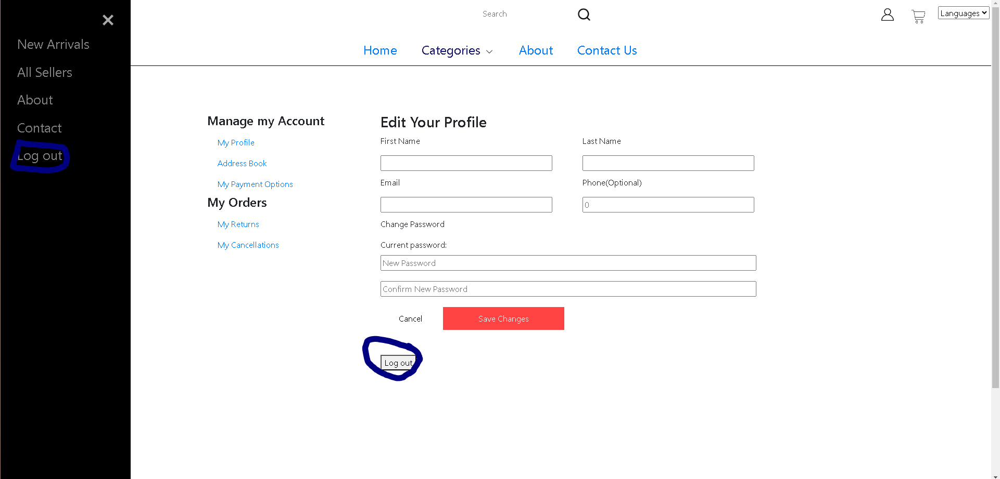 New Arrivals
All Sellers
About
Contact
Log out
Search
Languages
Home Categories About Contact Us
Manage my Account
My Profile
Address Book
My Payment Options
My Orders
My Returns
My Cancellations
Edit Your Profile
First Name Last Name
Email Phone(Optional)
0
Change Password
Current password:
New Password
Confirm New Password
Cancel Save Changes
Log out